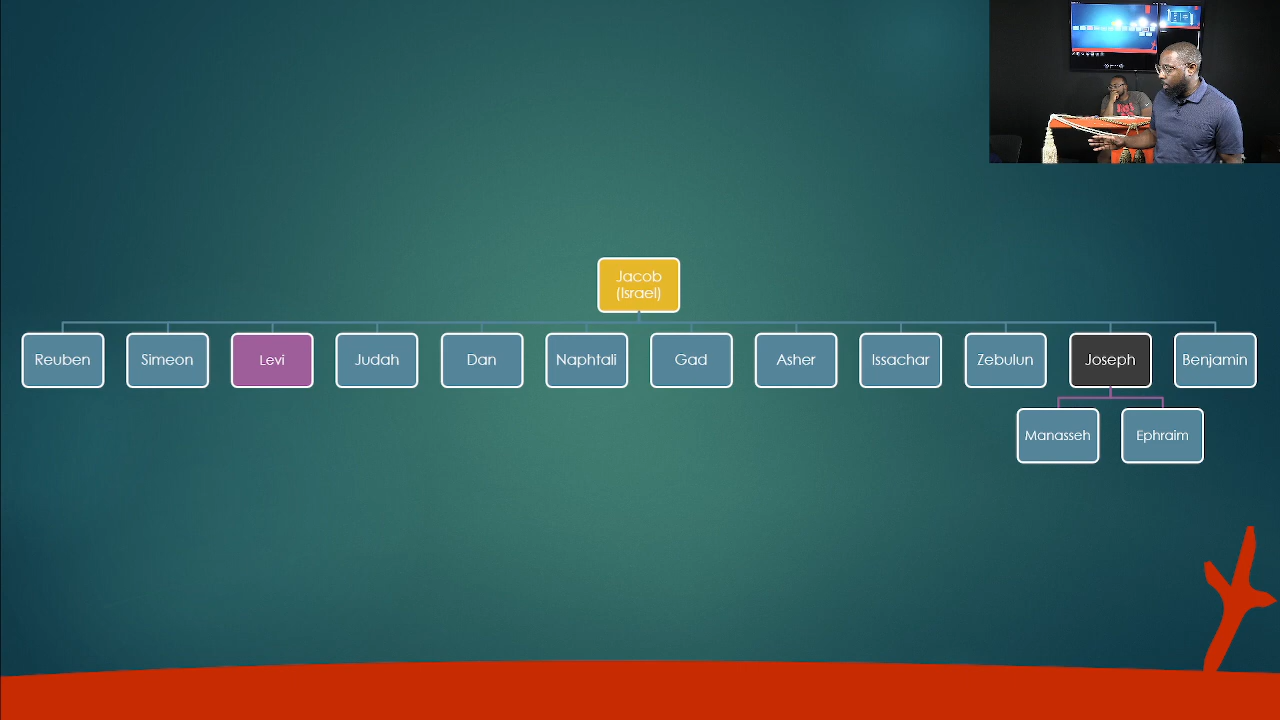 Jacob
(Israel)
Reuben
Simeon
Levi
Judah
Dan
Naphtali
Gad
Asher
Issachar
Zebulun
Joseph
Benjamin
Manasseh
Ephraim